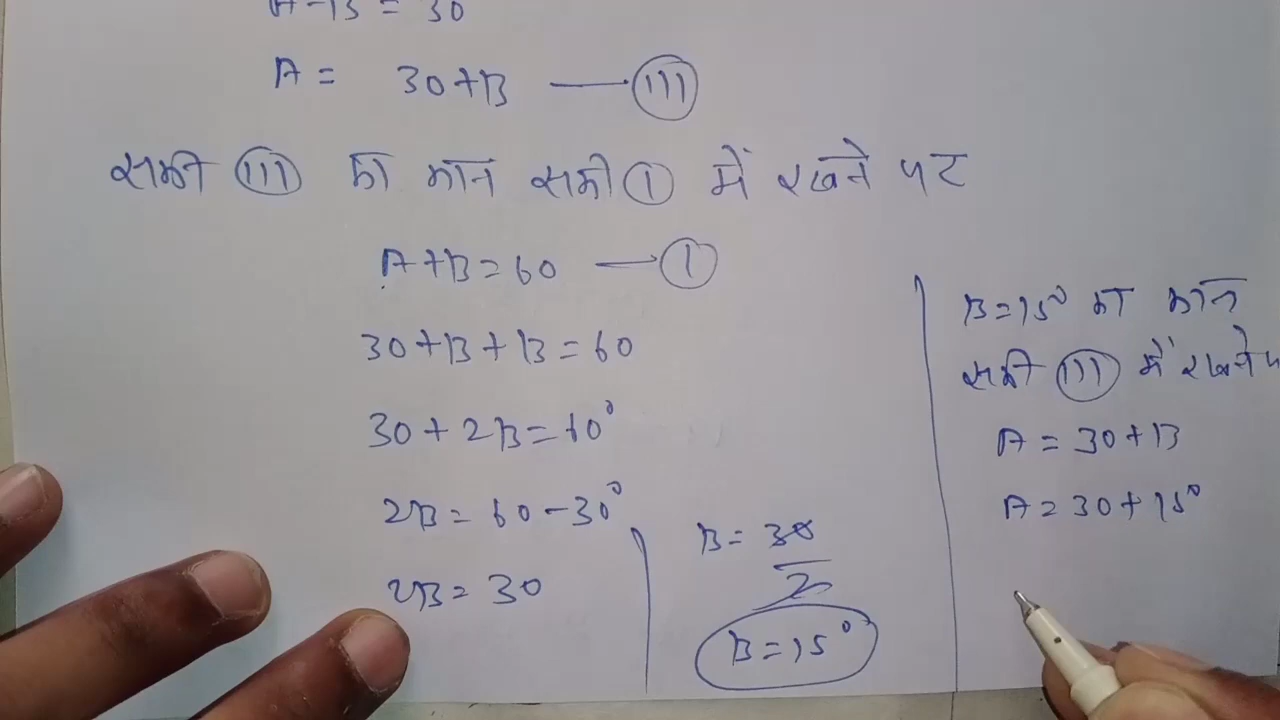 A-B = 30
A = 30+B — III
समी III का मान समी I में रखने पर
A+B=60 — I
30+B+B=60
30+2B=60°
2B= 60-30°
2B= 30
B= 30/2
B=15°
B=15° का मान
समी III में रखने प
A = 30+B
A = 30+15°